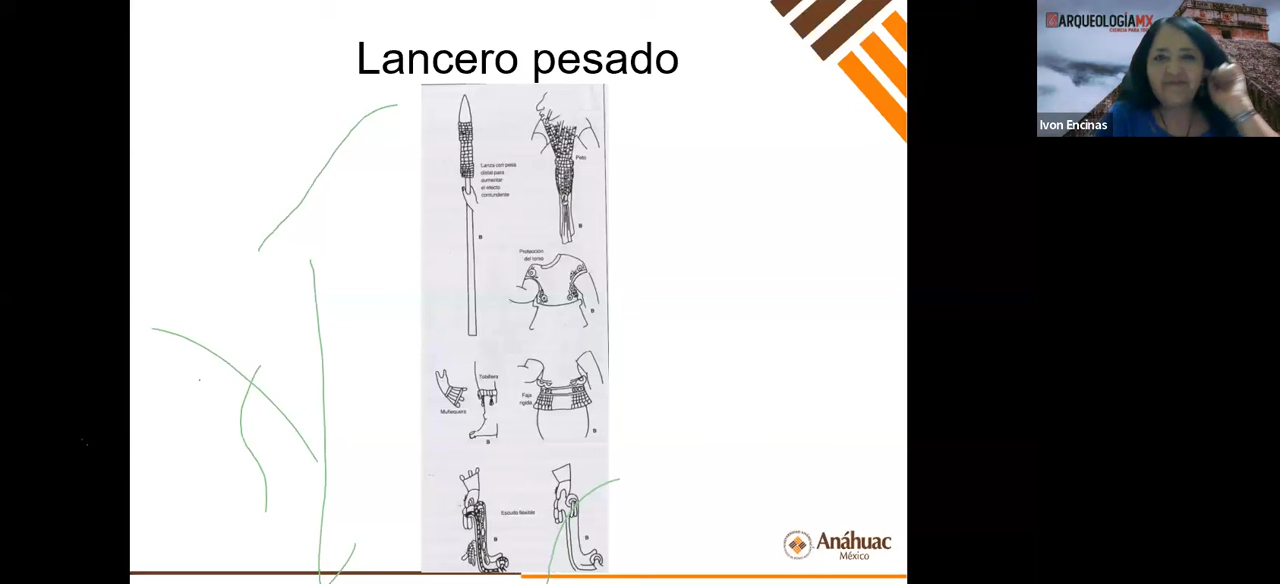 Lancero pesado
Lanza con pesa
distal para
aumentar
el efecto
contundente
B
Peto
B
Protección
del torso
B
Muñequera
Tobillera
B
Faja
rígida
B
Escudo flexible
B
B
Anáhuac
México
ARQUEOLOGÍAMX
Ivon Encinas